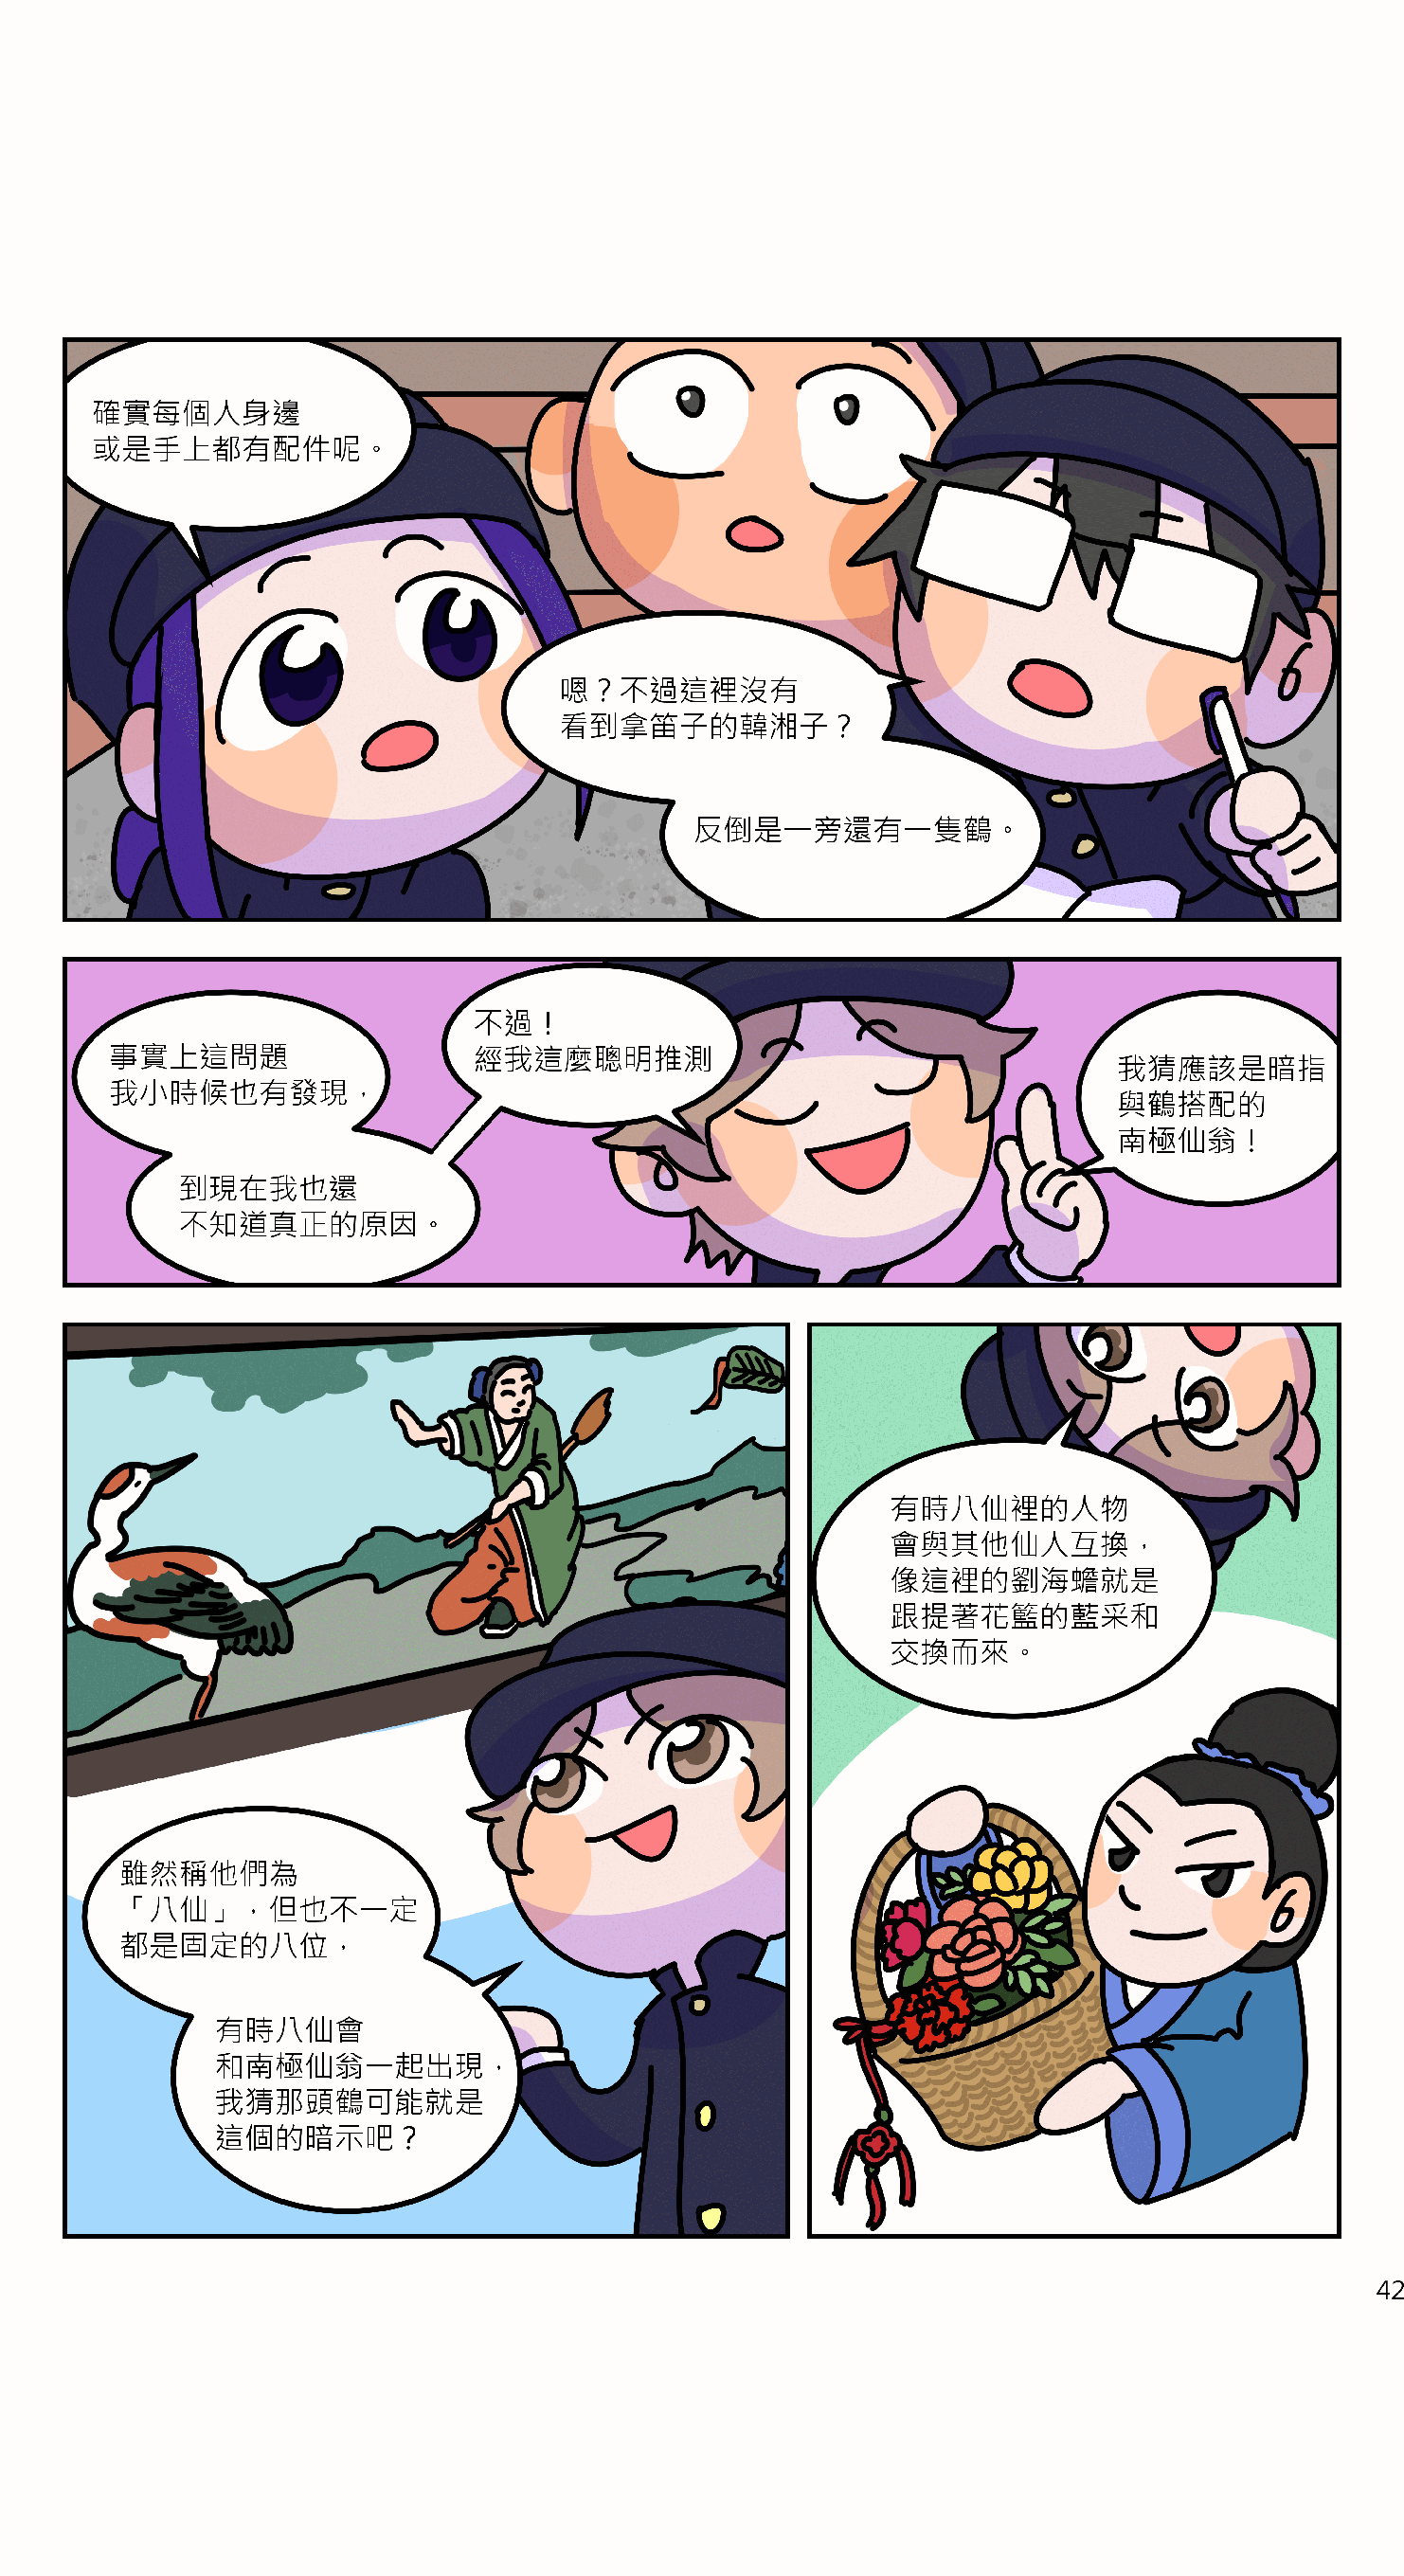 確實每個人身邊
或是手上都有配件呢。
嗯？不過這裡沒有
看到拿笛子的韓湘子？
反倒是一旁還有一隻鶴。
事實上這問題
我小時候也有發現，
到現在我也還
不知道真正的原因。
不過！
經我這麼聰明推測
我猜應該是暗指
與鶴搭配的
南極仙翁！
雖然稱他們為
「八仙」，但也不一定
都是固定的八位，
有時八仙會
和南極仙翁一起出現，
我猜那頭鶴可能就是
這個的暗示吧？
有時八仙裡的人物
會與其他仙人互換，
像這裡的劉海蟾就是
跟提著花籃的藍采和
交換而來。
42